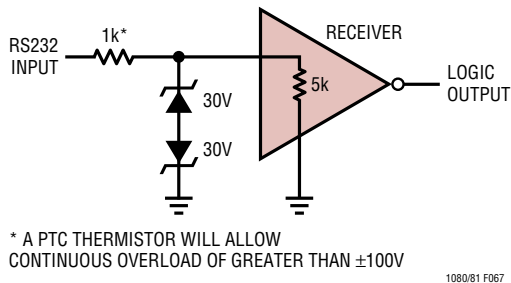 RS232
INPUT
1k*
RECEIVER
5k
30V
30V
LOGIC
OUTPUT
* A PTC THERMISTOR WILL ALLOW
CONTINUOUS OVERLOAD OF GREATER THAN ±100V
1080/81 F067